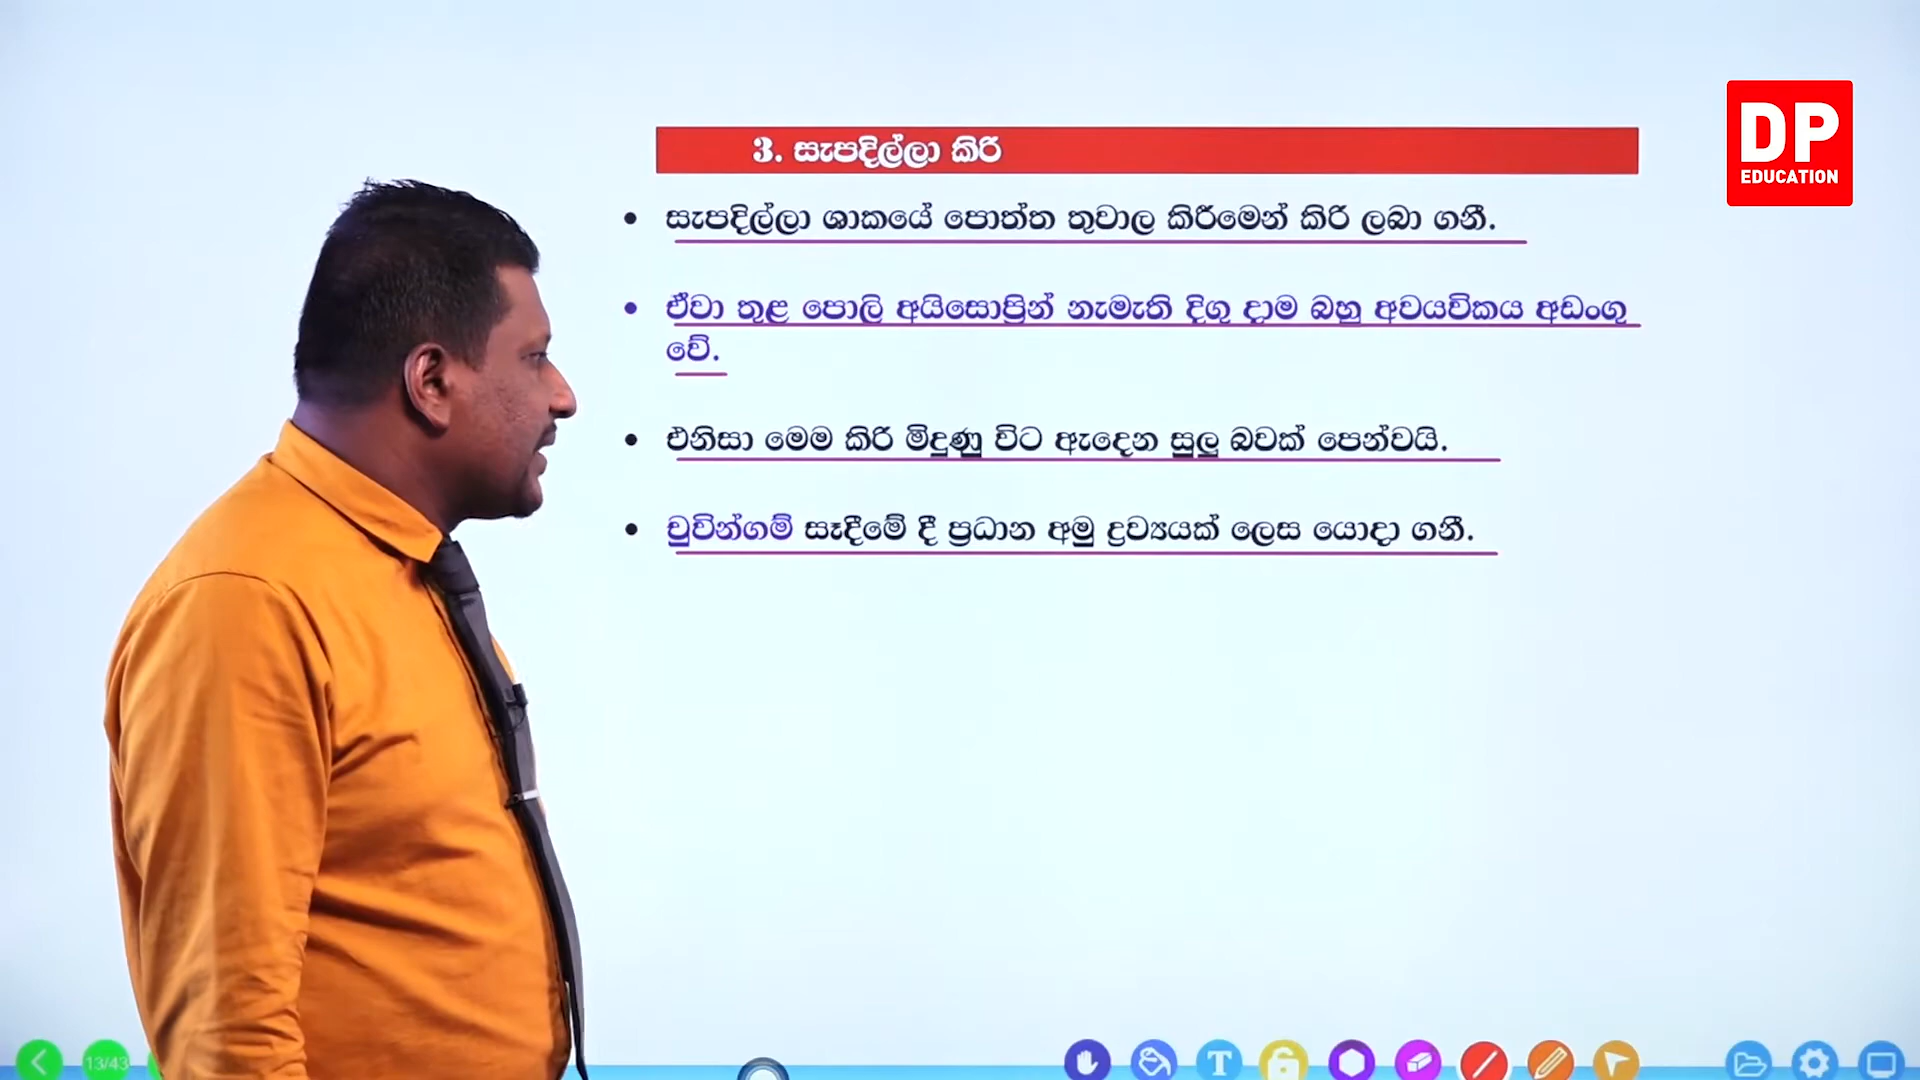 DP
EDUCATION
3. සැපදිල්ලා කිරි
• සැපදිල්ලා ශාකයේ පොත්ත තුවාල කිරීමෙන් කිරි ලබා ගනී.
• ඒවා තුළ පොලි අයිසොප්‍රින් නැමැති දිගු දාම බහු අවයවිකය අඩංගු
වේ.
• එනිසා මෙම කිරි මිදුණු විට ඇදෙන සුලු බවක් පෙන්වයි.
• චුවින්ගම් සෑදීමේ දී ප්‍රධාන අමු ද්‍රව්‍යයක් ලෙස යොදා ගනී.
13/43
T